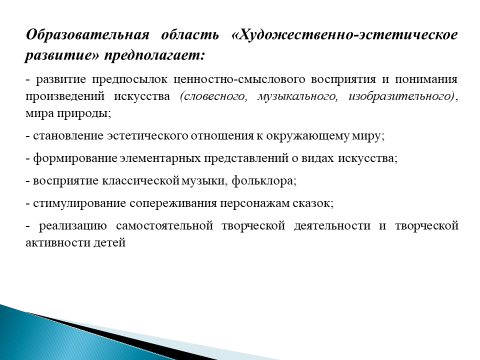 Образовательная область «Художественно-эстетическое
развитие» предполагает:
- развитие предпосылок ценностно-смыслового восприятия и понимания
произведений искусства (словесного, музыкального, изобразительного),
мира природы;
- становление эстетического отношения к окружающему миру;
- формирование элементарных представлений о видах искусства;
- восприятие классической музыки, фольклора;
- стимулирование сопереживания персонажам сказок;
- реализацию самостоятельной творческой деятельности и творческой
активности детей